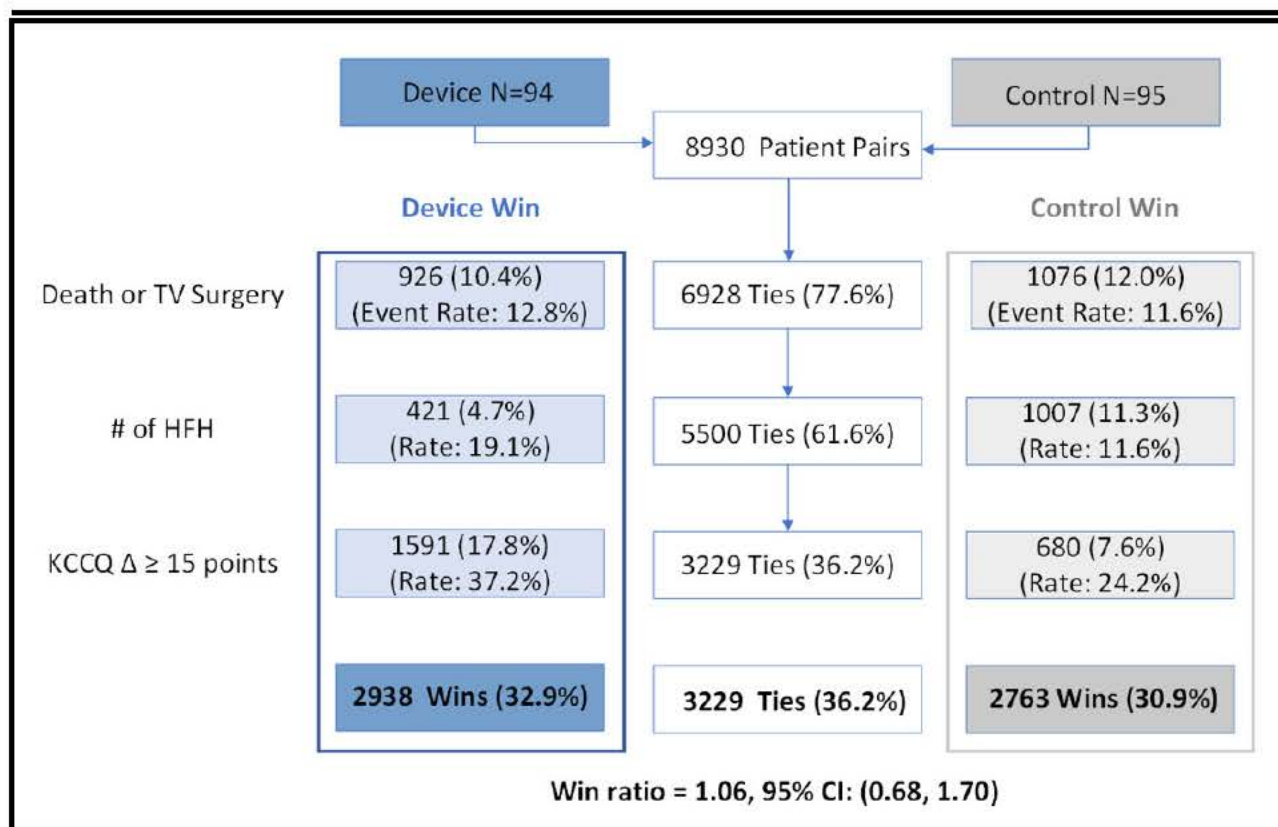 Device N=94
Control N=95
8930 Patient Pairs
Device Win
Control Win
Death or TV Surgery
926 (10.4%)
(Event Rate: 12.8%)
6928 Ties (77.6%)
1076 (12.0%)
(Event Rate: 11.6%)
# of HFH
421 (4.7%)
(Rate: 19.1%)
5500 Ties (61.6%)
1007 (11.3%)
(Rate: 11.6%)
KCCQ Δ ≥ 15 points
1591 (17.8%)
(Rate: 37.2%)
3229 Ties (36.2%)
680 (7.6%)
(Rate: 24.2%)
2938 Wins (32.9%)
3229 Ties (36.2%)
2763 Wins (30.9%)
Win ratio = 1.06, 95% CI: (0.68, 1.70)